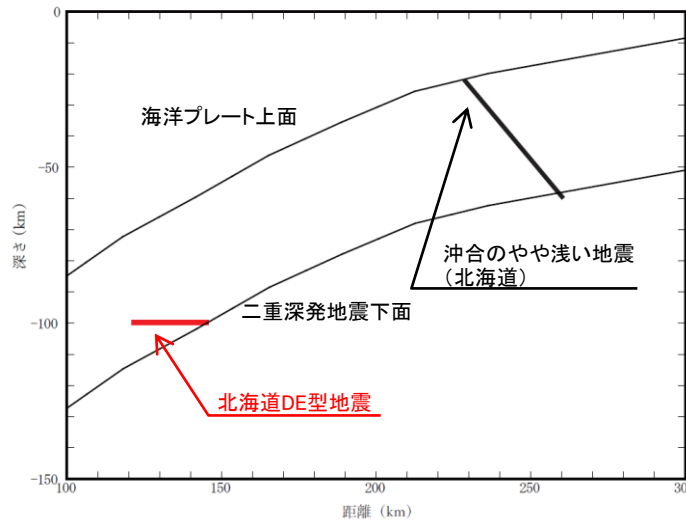 0
海洋プレート上面
-50
深さ (km)
沖合のやや浅い地震
(北海道)
二重深発地震下面
-100
北海道DE型地震
-150
100
150
200
250
300
距離 (km)